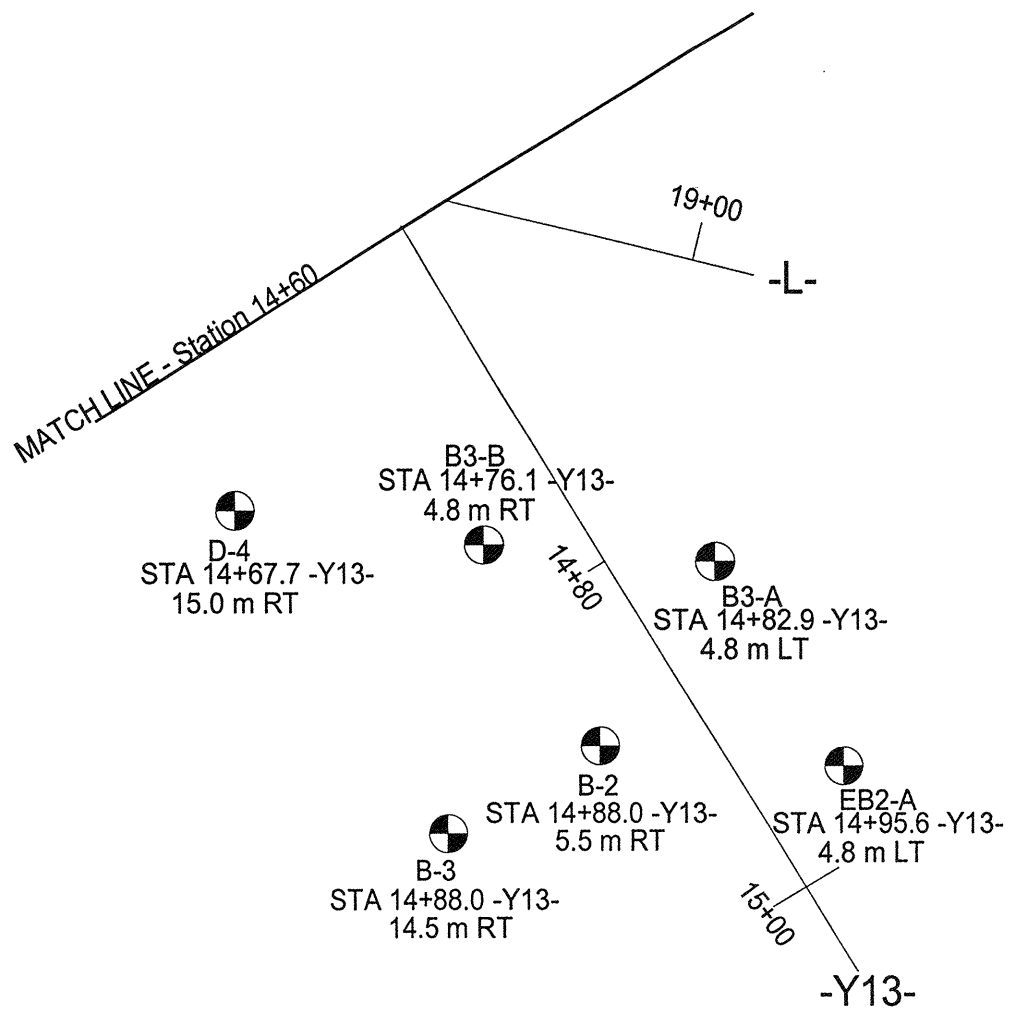 19+00
-L-
MATCH LINE - Station 14+60
B3-B
STA 14+76.1 -Y13-
4.8 m RT
D-4
STA 14+67.7 -Y13-
15.0 m RT
14+80
B3-A
STA 14+82.9 -Y13-
4.8 m LT
B-2
STA 14+88.0 -Y13-
5.5 m RT
EB2-A
STA 14+95.6 -Y13-
4.8 m LT
B-3
STA 14+88.0 -Y13-
14.5 m RT
15+00
-Y13-